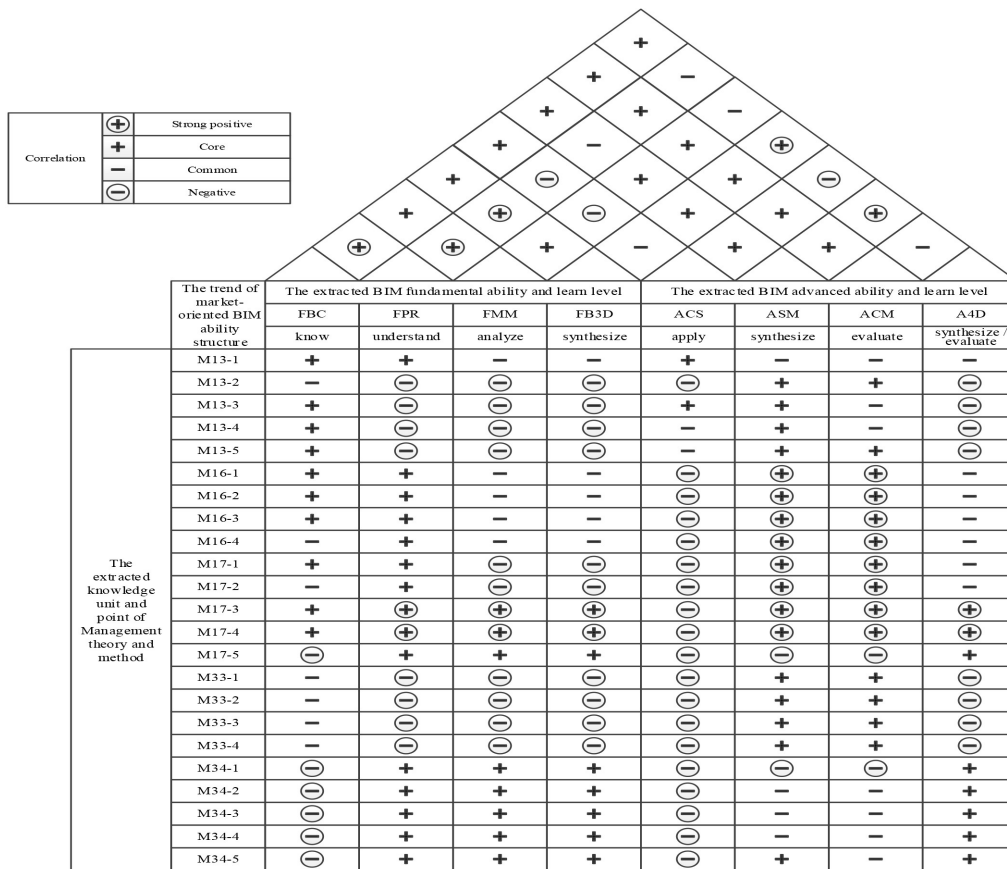 Correlation
Strong positive
Core
Common
Negative
The trend of
market-
oriented BIM
ability
structure
The extracted BIM fundamental ability and learn level
The extracted BIM advanced ability and learn level
FBC FPR FMM FB3D ACS ASM ACM A4D
know understand analyze synthesize apply synthesize evaluate synthesize /
evaluate
The
extracted
knowledge
unit and
point of
Management
theory and
method
M13-1
M13-2
M13-3
M13-4
M13-5
M16-1
M16-2
M16-3
M16-4
M17-1
M17-2
M17-3
M17-4
M17-5
M33-1
M33-2
M33-3
M33-4
M34-1
M34-2
M34-3
M34-4
M34-5